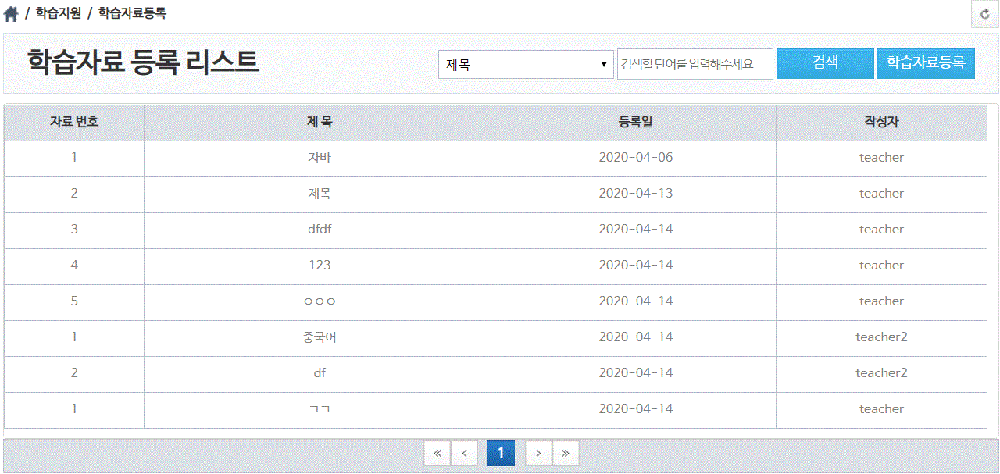 / 학습지원 / 학습자료등록
학습자료 등록 리스트
제목 ▼ 검색할 단어를 입력해주세요 검색 학습자료등록
자료 번호 제 목 등록일 작성자
1 자바 2020-04-06 teacher
2 제목 2020-04-13 teacher
3 dfdf 2020-04-14 teacher
4 123 2020-04-14 teacher
5 ㅇㅇㅇ 2020-04-14 teacher
1 중국어 2020-04-14 teacher2
2 df 2020-04-14 teacher2
1 ㄱㄱ 2020-04-14 teacher
« ‹ 1 › »